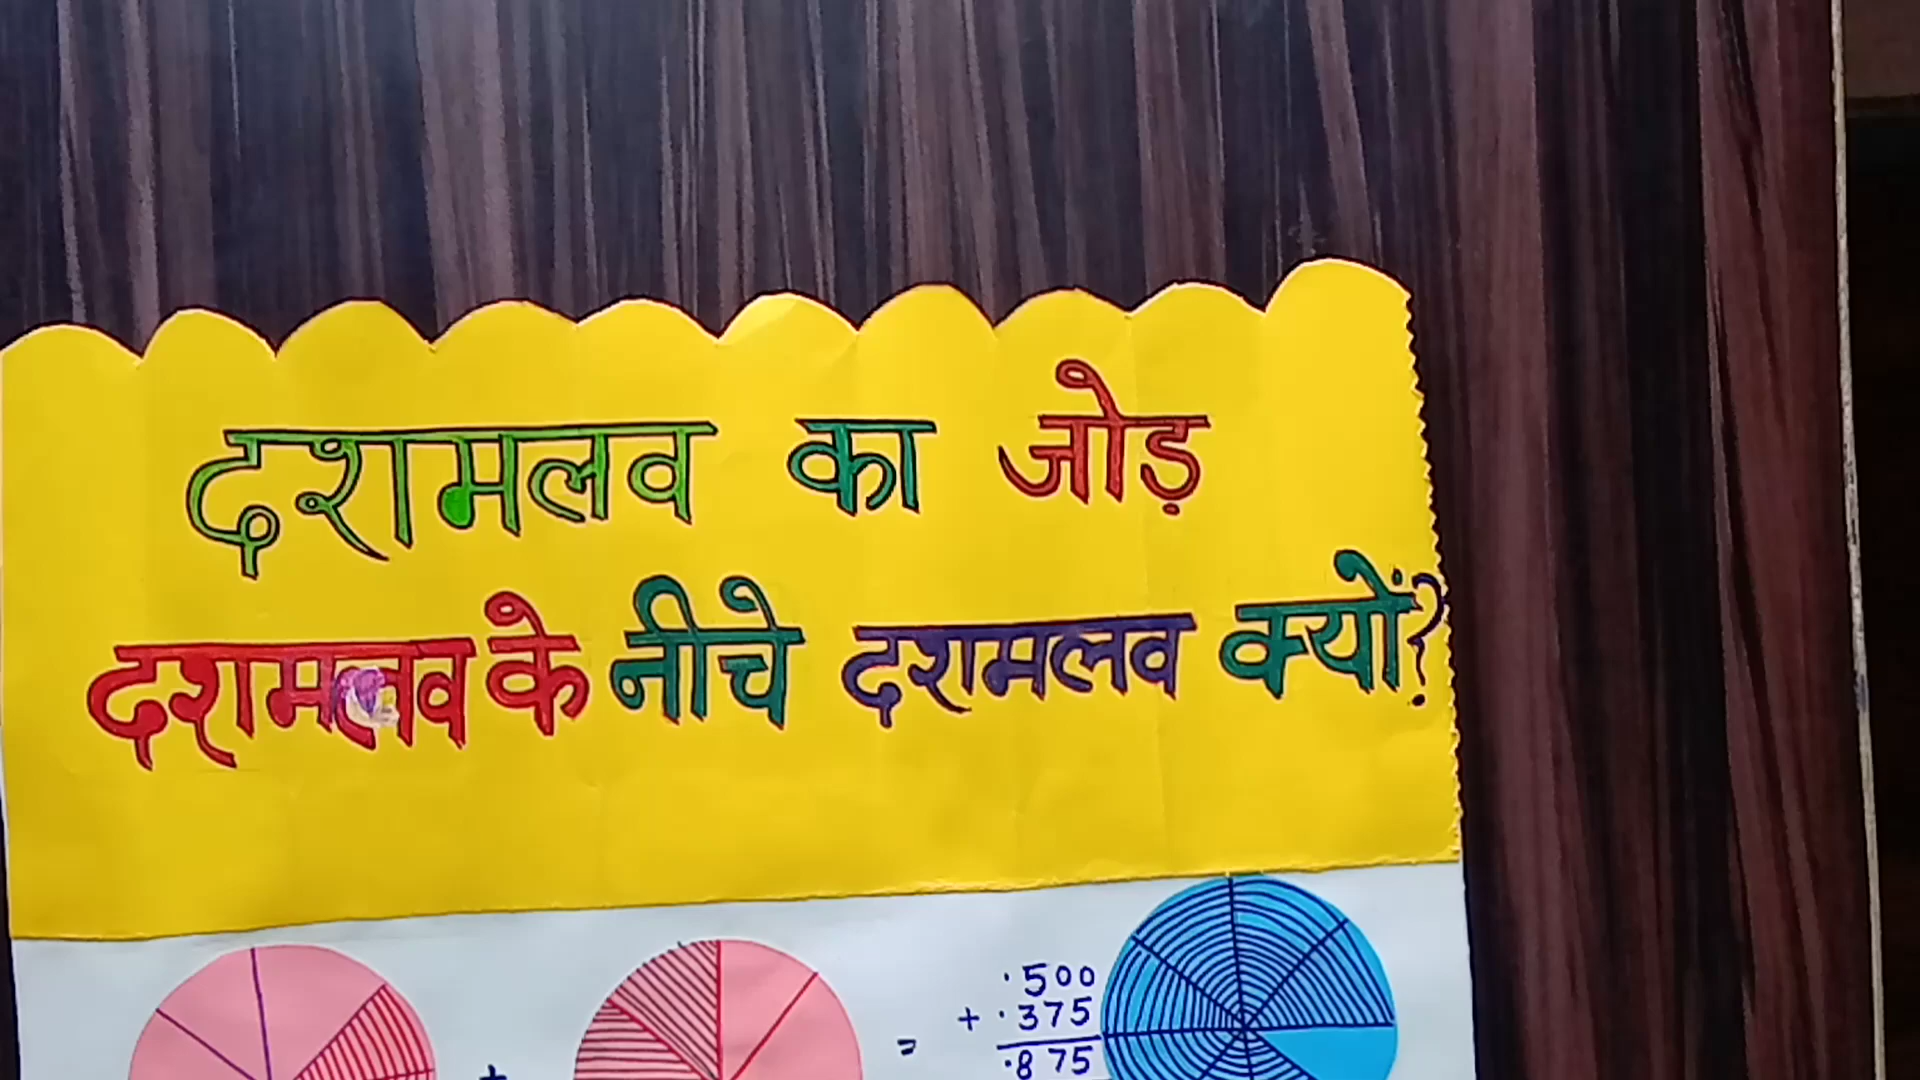 दशमलव का जोड़
दशमलव के नीचे दशमलव क्यों?
.500
+ .375
+ =
.875